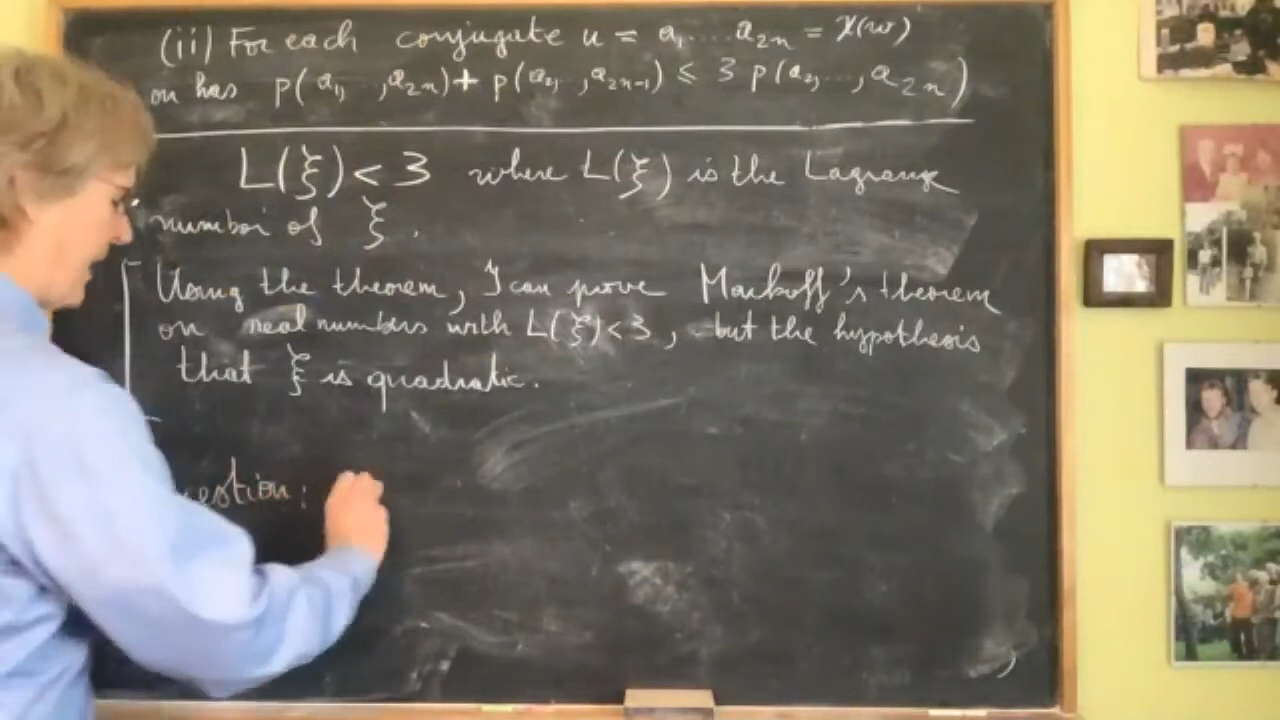 (ii) For each conjugate u = a₁....a₂ₙ = χ(w)
on has p(a₁, ..., a₂ₙ) + p(a₂, ..., a₂ₙ₋₁) ≤ 3 p(a₂, ..., a₂ₙ)
L(ξ) < 3 where L(ξ) is the Lagrange
number of ξ.
Using the theorem, I can prove Markoff's theorem
on real numbers with L(ξ) < 3, but the hypothesis
that ξ is quadratic.
uestion: